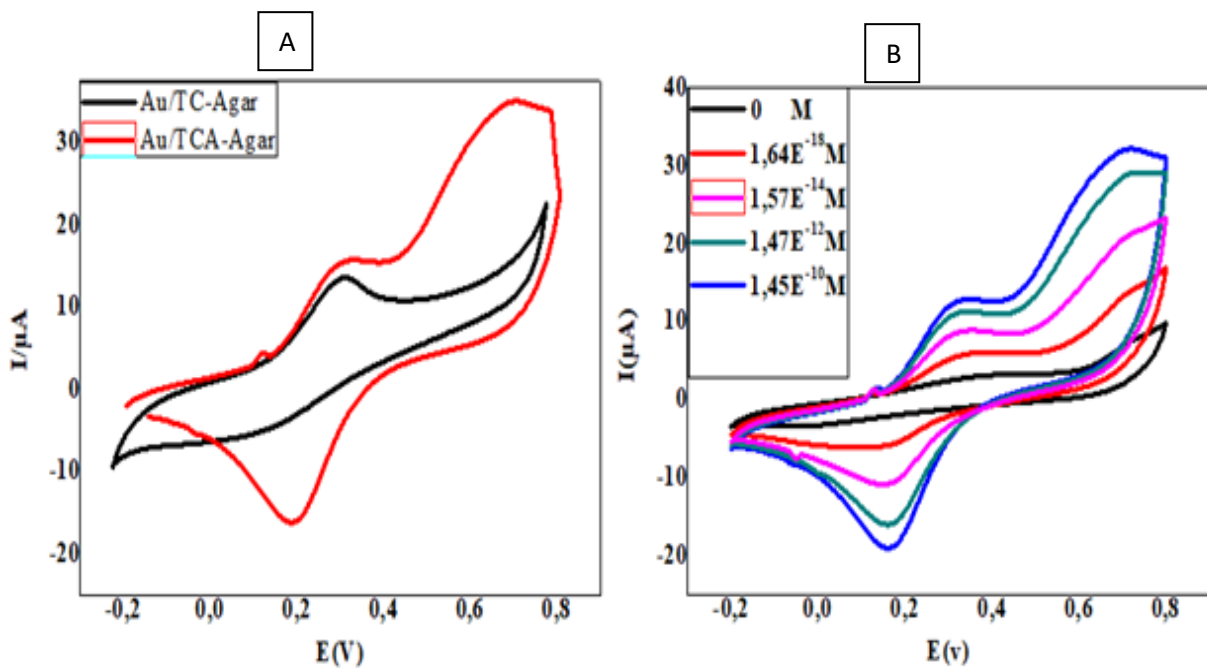 A
Au/TC-Agar
Au/TCA-Agar
30
20
10
0
-10
-20
I/µA
-0,2 0,0 0,2 0,4 0,6 0,8
E(V)
B
0 M
1,64E⁻¹⁸M
1,57E⁻¹⁴M
1,47E⁻¹²M
1,45E⁻¹⁰M
40
30
20
10
0
-10
-20
I(µA)
-0,2 0,0 0,2 0,4 0,6 0,8
E(v)